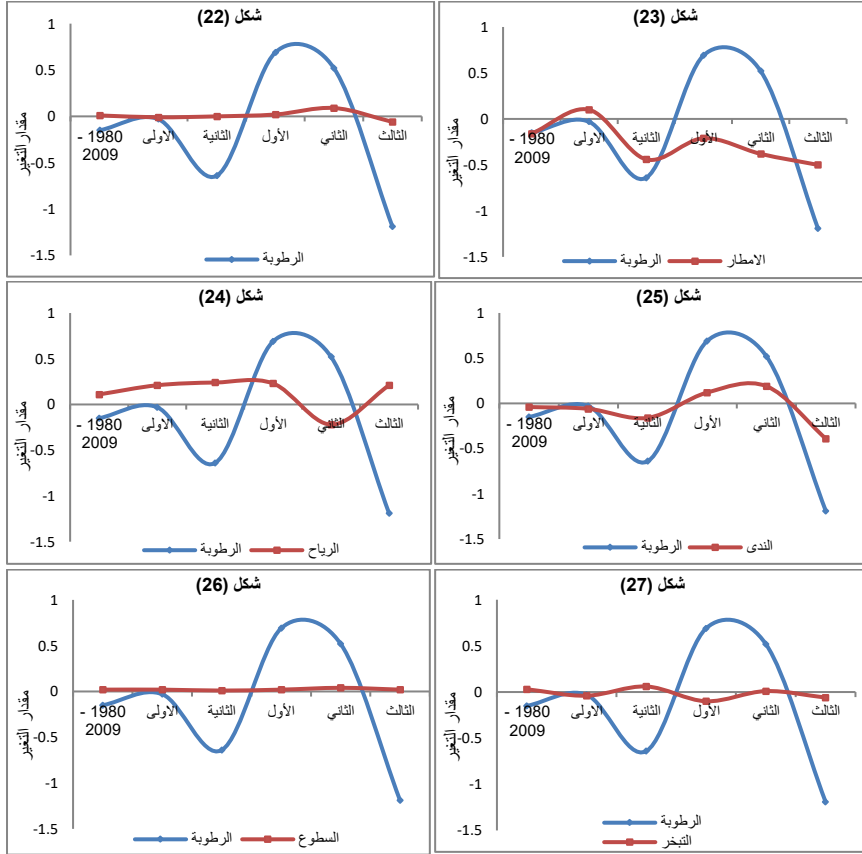 شكل (22)
مقدار التغير
1
0.5
0
-0.5
-1
-1.5
- 1980
2009
الاولى
الثانية
الأول
الثاني
الثالث
الرطوبة
شكل (23)
1
0.5
0
-0.5
-1
-1.5
مقدار التغير
- 1980
2009
الاولى
الثانية
الأول
الثاني
الثالث
الرطوبة
الامطار
شكل (24)
مقدار التغير
1
0.5
0
-0.5
-1
-1.5
- 1980
2009
الاولى
الثانية
الأول
الثاني
الثالث
الرطوبة
الرياح
شكل (25)
مقدار التغير
1
0.5
0
-0.5
-1
-1.5
- 1980
2009
الاولى
الثانية
الأول
الثاني
الثالث
الرطوبة
الندى
شكل (26)
مقدار التغير
1
0.5
0
-0.5
-1
-1.5
- 1980
2009
الاولى
الثانية
الأول
الثاني
الثالث
الرطوبة
السطوع
شكل (27)
مقدار التغير
1
0.5
0
-0.5
-1
-1.5
- 1980
2009
الاولى
الثانية
الأول
الثاني
الثالث
الرطوبة
التبخر